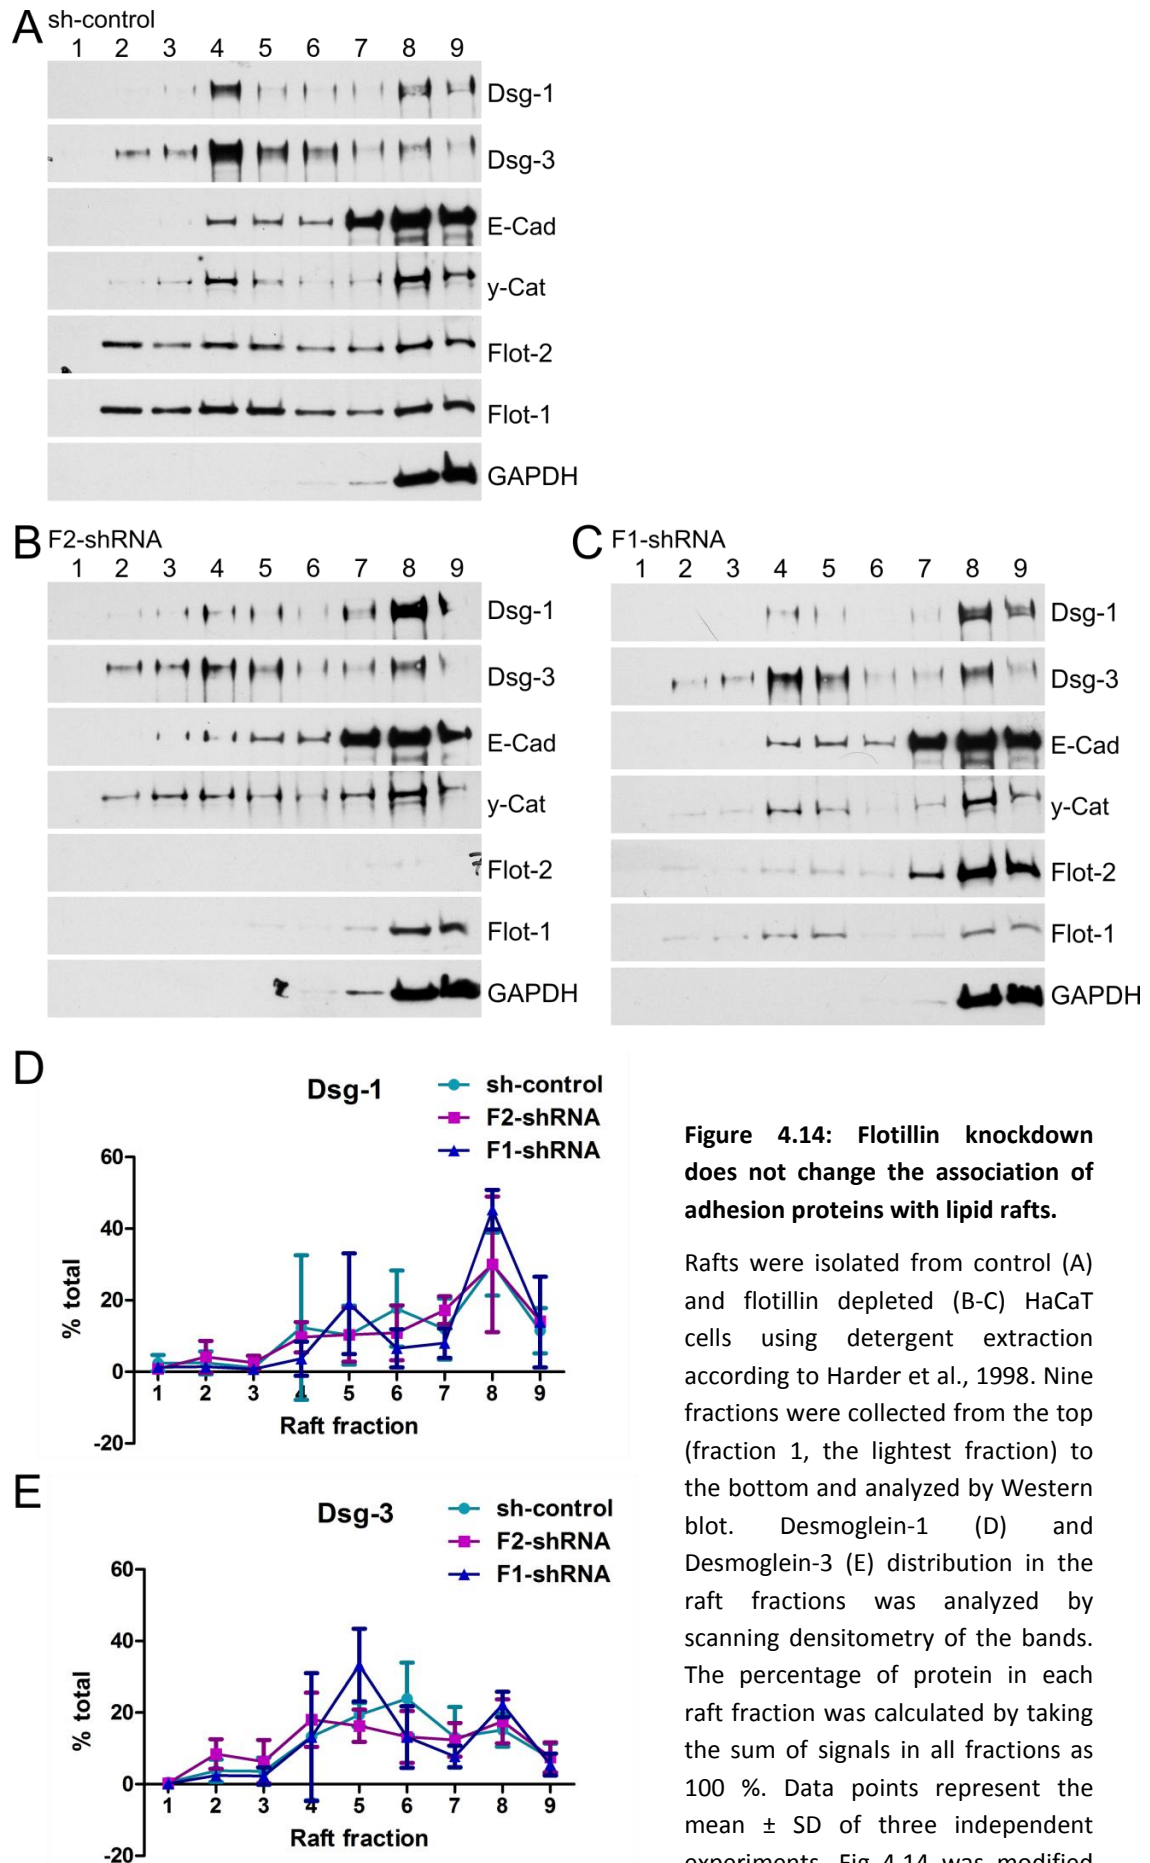 A sh-control
1 2 3 4 5 6 7 8 9
Dsg-1
Dsg-3
E-Cad
y-Cat
Flot-2
Flot-1
GAPDH
B F2-shRNA
1 2 3 4 5 6 7 8 9
Dsg-1
Dsg-3
E-Cad
y-Cat
Flot-2
Flot-1
GAPDH
C F1-shRNA
1 2 3 4 5 6 7 8 9
Dsg-1
Dsg-3
E-Cad
y-Cat
Flot-2
Flot-1
GAPDH
D
Dsg-1
sh-control
F2-shRNA
F1-shRNA
60
40
20
0
-20
% total
1 2 3 4 5 6 7 8 9
Raft fraction
E
Dsg-3
sh-control
F2-shRNA
F1-shRNA
60
40
20
0
-20
% total
1 2 3 4 5 6 7 8 9
Raft fraction
Figure 4.14: Flotillin knockdown
does not change the association of
adhesion proteins with lipid rafts.
Rafts were isolated from control (A)
and flotillin depleted (B-C) HaCaT
cells using detergent extraction
according to Harder et al., 1998. Nine
fractions were collected from the top
(fraction 1, the lightest fraction) to
the bottom and analyzed by Western
blot. Desmoglein-1 (D) and
Desmoglein-3 (E) distribution in the
raft fractions was analyzed by
scanning densitometry of the bands.
The percentage of protein in each
raft fraction was calculated by taking
the sum of signals in all fractions as
100 %. Data points represent the
mean ± SD of three independent
experiments. Fig 4.14 was modified